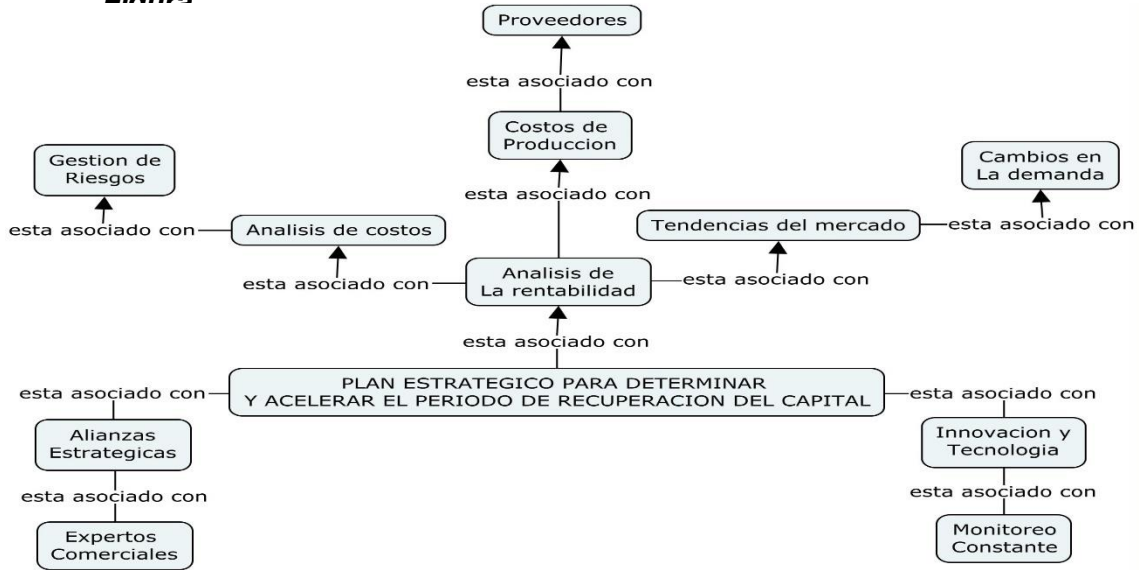 Proveedores
esta asociado con
Costos de
Produccion
esta asociado con
Gestion de
Riesgos
Cambios en
La demanda
esta asociado con
Analisis de costos
Tendencias del mercado
esta asociado con
esta asociado con
Analisis de
La rentabilidad
esta asociado con
esta asociado con
PLAN ESTRATEGICO PARA DETERMINAR
Y ACELERAR EL PERIODO DE RECUPERACION DEL CAPITAL
esta asociado con
esta asociado con
Alianzas
Estrategicas
Innovacion y
Tecnologia
esta asociado con
esta asociado con
Expertos
Comerciales
Monitoreo
Constante